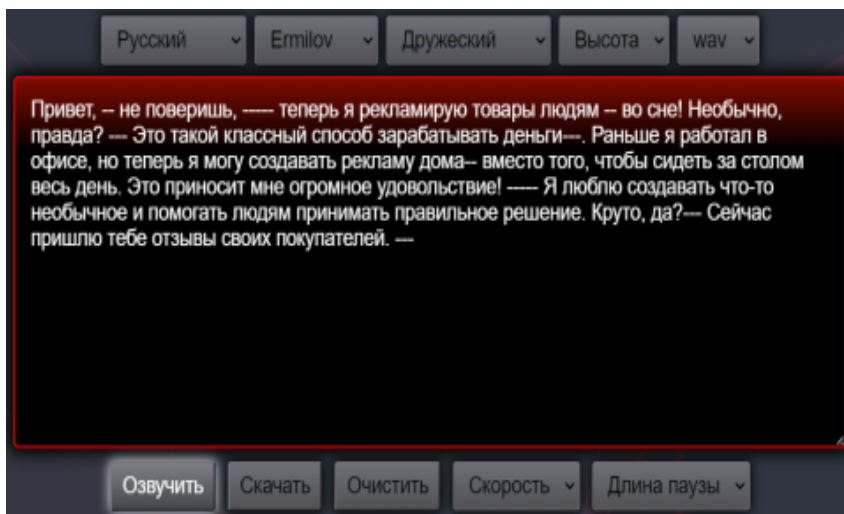 Русский Ermilov Дружеский Высота wav
Привет, -- не поверишь, ----- теперь я рекламирую товары людям -- во сне! Необычно,
правда? --- Это такой классный способ зарабатывать деньги---. Раньше я работал в
офисе, но теперь я могу создавать рекламу дома-- вместо того, чтобы сидеть за столом
весь день. Это приносит мне огромное удовольствие! ----- Я люблю создавать что-то
необычное и помогать людям принимать правильное решение. Круто, да?--- Сейчас
пришлю тебе отзывы своих покупателей. ---
Озвучить Скачать Очистить Скорость Длина паузы